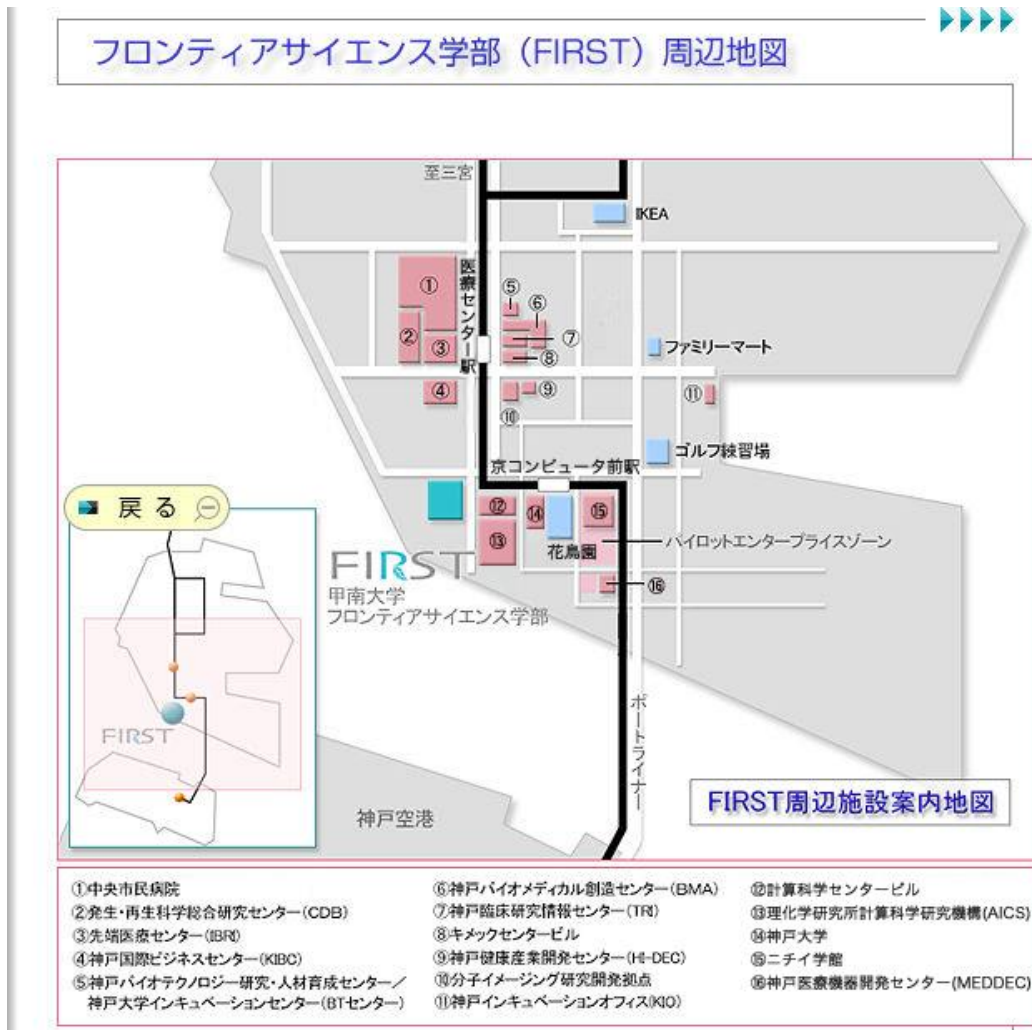 フロンティアサイエンス学部（FIRST）周辺地図
至三宮
IKEA
医療センター駅
①
②
③
④
⑤
⑥
⑦
⑧
⑨
⑩
⑪
ファミリーマート
ゴルフ練習場
京コンピュータ前駅
⑫
⑬
⑭
⑮
花鳥園
パイロットエンタープライスゾーン
⑯
FIRST
甲南大学
フロンティアサイエンス学部
戻る
FIRST
ポートライナー
神戸空港
FIRST周辺施設案内地図
①中央市民病院
②発生・再生科学総合研究センター(CDB)
③先端医療センター(IBRI)
④神戸国際ビジネスセンター(KIBC)
⑤神戸バイオテクノロジー研究・人材育成センター／
神戸大学インキュベーションセンター(BTセンター)
⑥神戸バイオメディカル創造センター(BMA)
⑦神戸臨床研究情報センター(TRI)
⑧キメックセンタービル
⑨神戸健康産業開発センター(HI-DEC)
⑩分子イメージング研究開発拠点
⑪神戸インキュベーションオフィス(KIO)
⑫計算科学センタービル
⑬理化学研究所計算科学研究機構(AICS)
⑭神戸大学
⑮ニチイ学館
⑯神戸医療機器開発センター(MEDDEC)